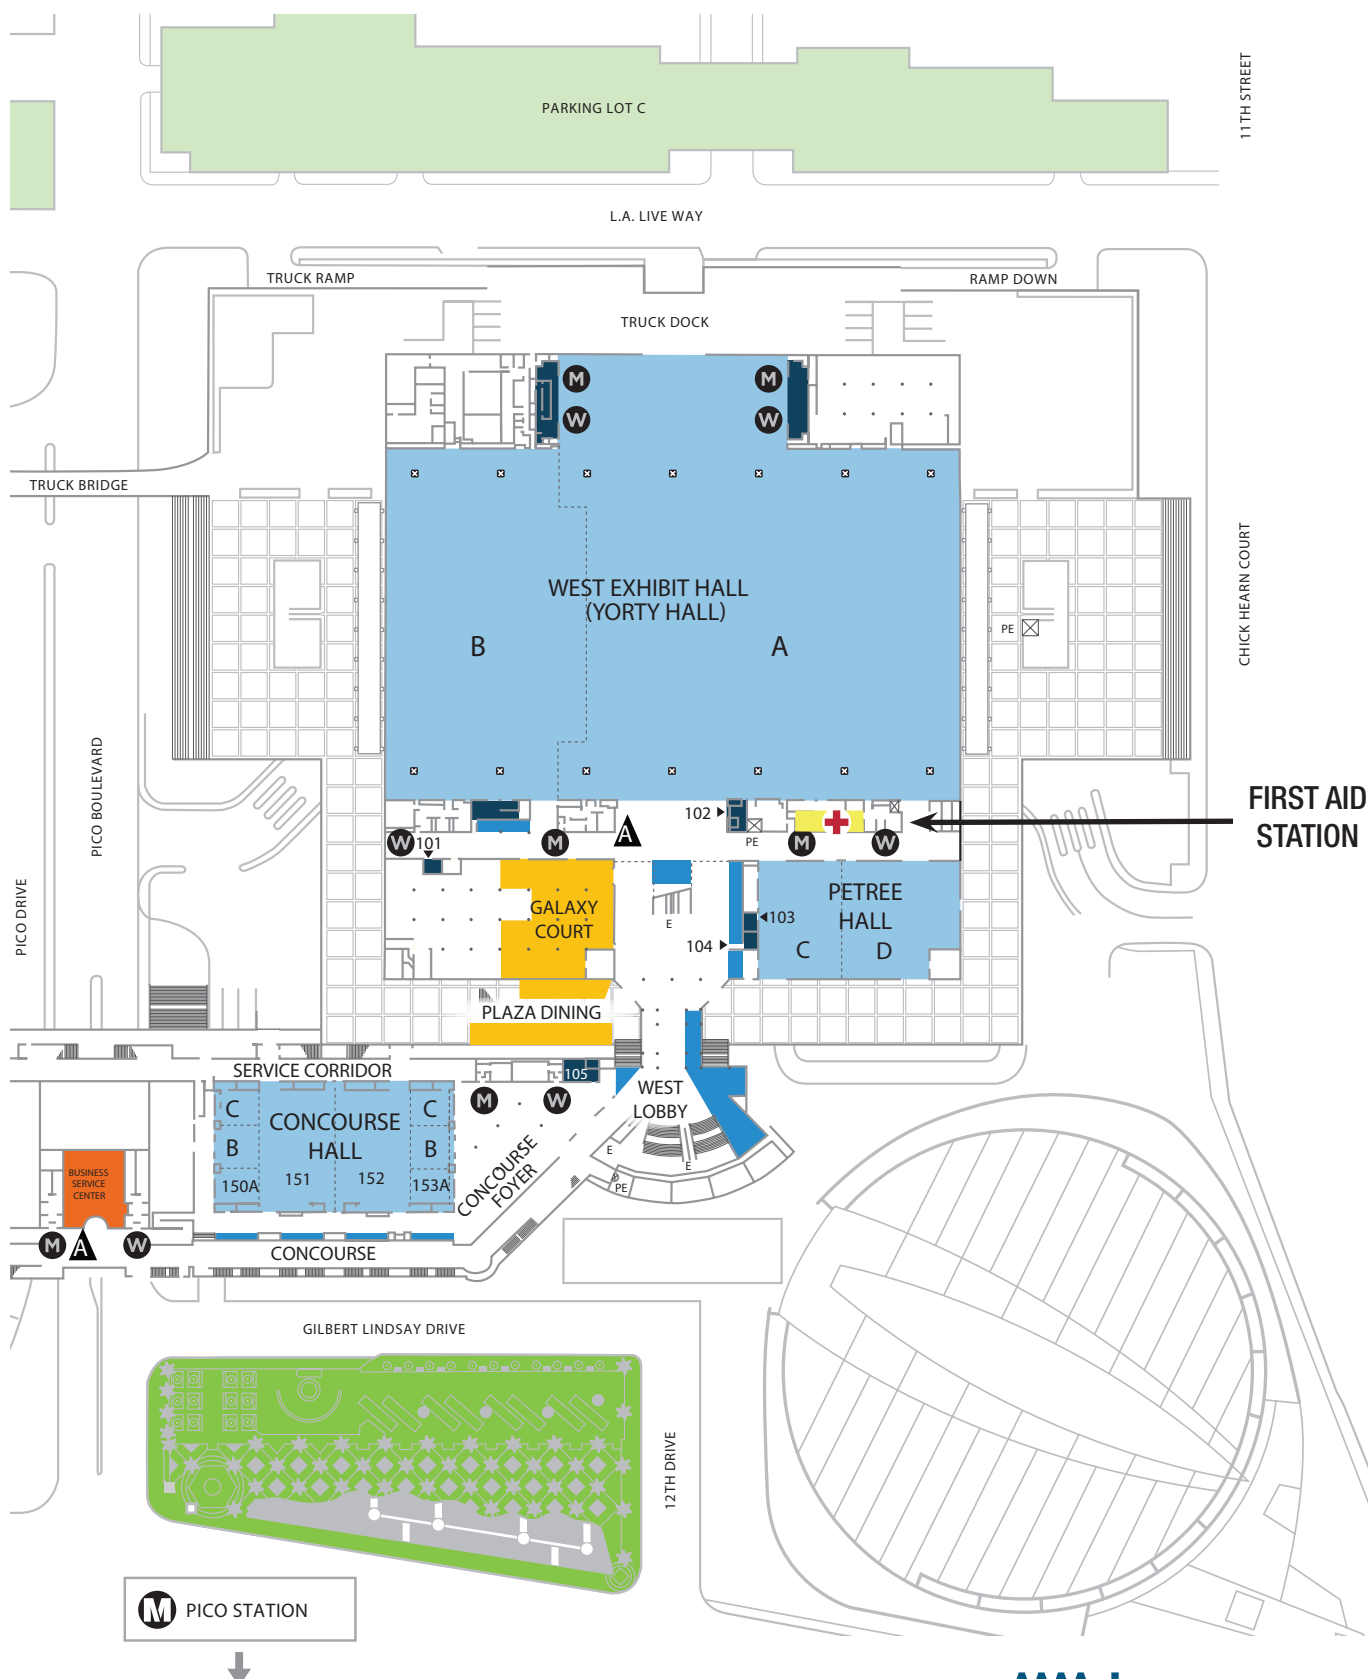 11TH STREET
PARKING LOT C
L.A. LIVE WAY
TRUCK RAMP
RAMP DOWN
TRUCK DOCK
M
M
W
W
TRUCK BRIDGE
WEST EXHIBIT HALL
(YORTY HALL)
B
A
PE
CHICK HEARN COURT
PICO BOULEVARD
PICO DRIVE
FIRST AID
STATION
102
A
W
101
M
PE
M
W
GALAXY
COURT
E
PETREE
HALL
103
104
C
D
PLAZA DINING
SERVICE CORRIDOR
105
WEST
LOBBY
M
W
C
B
150A
CONCOURSE
HALL
151
152
C
B
153A
CONCOURSE
FOYER
E
E
PE
BUSINESS
SERVICE
CENTER
M
A
W
CONCOURSE
GILBERT LINDSAY DRIVE
12TH DRIVE
M PICO STATION